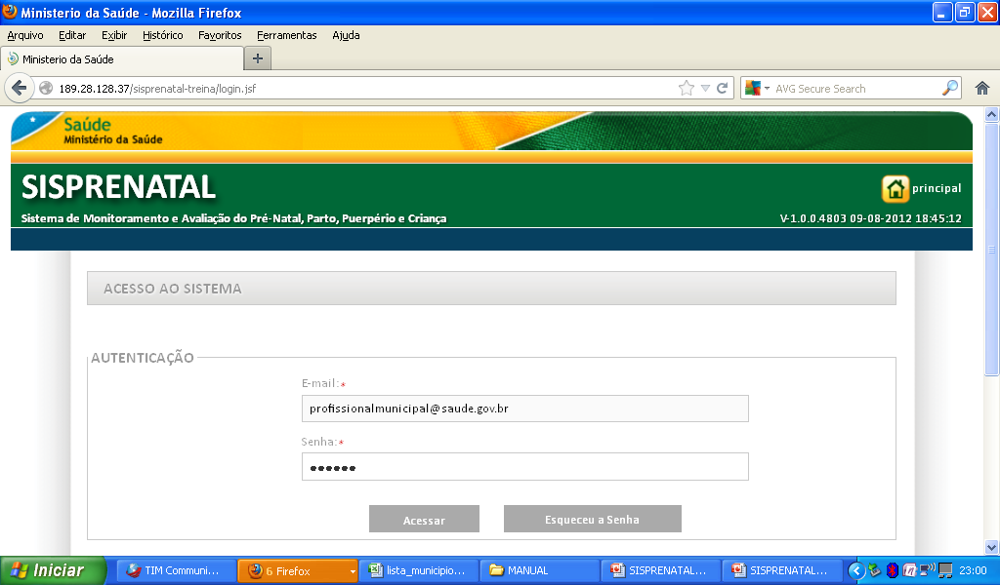 Ministerio da Saúde - Mozilla Firefox
Arquivo Editar Exibir Histórico Favoritos Ferramentas Ajuda
Ministerio da Saúde
189.28.128.37/sisprenatal-treina/login.jsf
AVG Secure Search
Saúde
Ministério da Saúde
SISPRENATAL
principal
Sistema de Monitoramento e Avaliação do Pré-Natal, Parto, Puerpério e Criança
V-1.0.0.4803 09-08-2012 18:45:12
ACESSO AO SISTEMA
AUTENTICAÇÃO
E-mail:*
profissionalmunicipal@saude.gov.br
Senha:*
••••••
Acessar Esqueceu a Senha
Iniciar TIM Communi... 6 Firefox lista_municipio... MANUAL SISPRENATAL... SISPRENATAL... 23:00